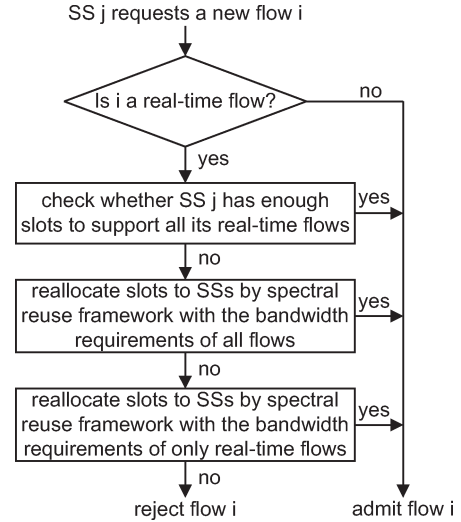 SS j requests a new flow i
Is i a real-time flow?
no
yes
check whether SS j has enough
slots to support all its real-time flows
yes
no
reallocate slots to SSs by spectral
reuse framework with the bandwidth
requirements of all flows
yes
no
reallocate slots to SSs by spectral
reuse framework with the bandwidth
requirements of only real-time flows
yes
no
reject flow i
admit flow i